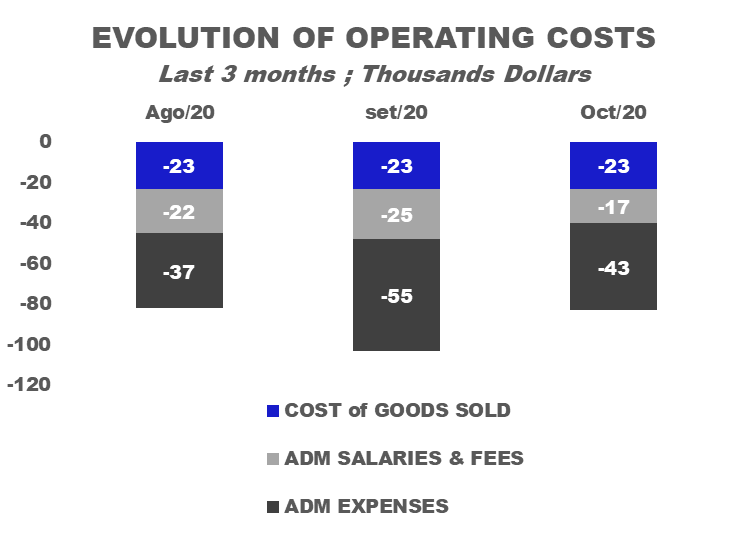 EVOLUTION OF OPERATING COSTS
Last 3 months ; Thousands Dollars
Ago/20 set/20 Oct/20
0
-23 -23 -23
-20
-22 -25 -17
-40
-60
-37 -55 -43
-80
-100
-120
COST of GOODS SOLD
ADM SALARIES & FEES
ADM EXPENSES